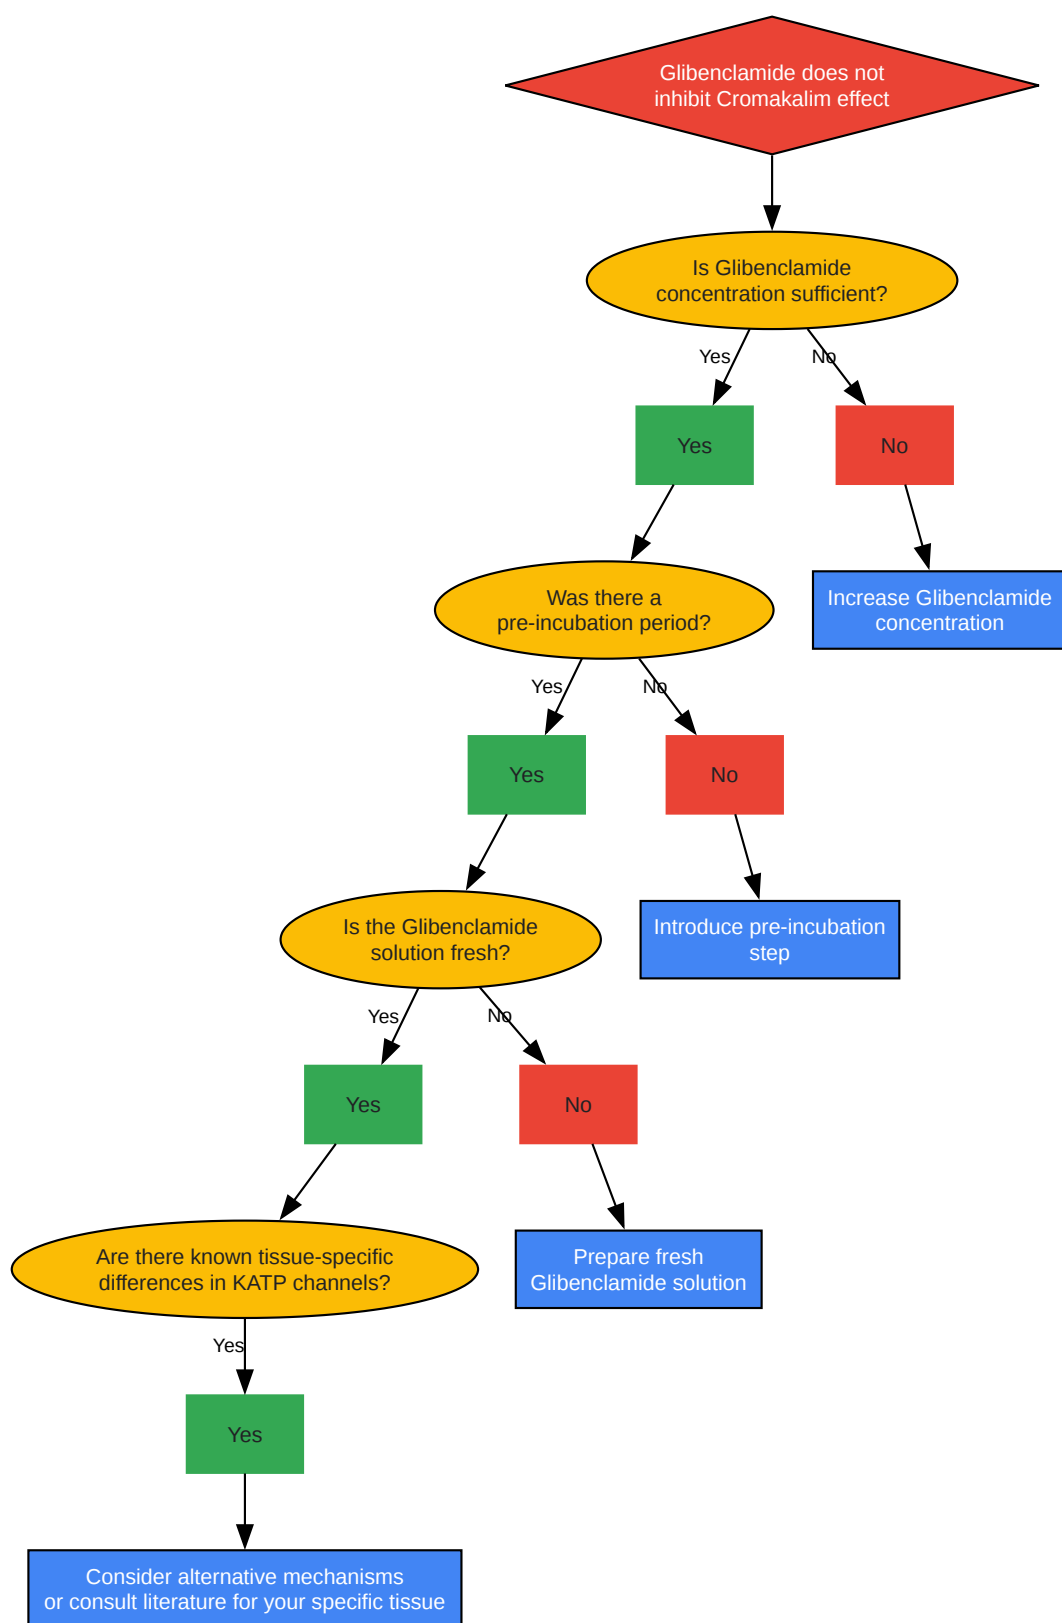 Glibenclamide does not
inhibit Cromakalim effect
Is Glibenclamide
concentration sufficient?
Yes
No
Yes
No
Was there a
pre-incubation period?
Increase Glibenclamide
concentration
Yes
No
Yes
No
Is the Glibenclamide
solution fresh?
Introduce pre-incubation
step
Yes
No
Yes
No
Are there known tissue-specific
differences in KATP channels?
Prepare fresh
Glibenclamide solution
Yes
Yes
Consider alternative mechanisms
or consult literature for your specific tissue